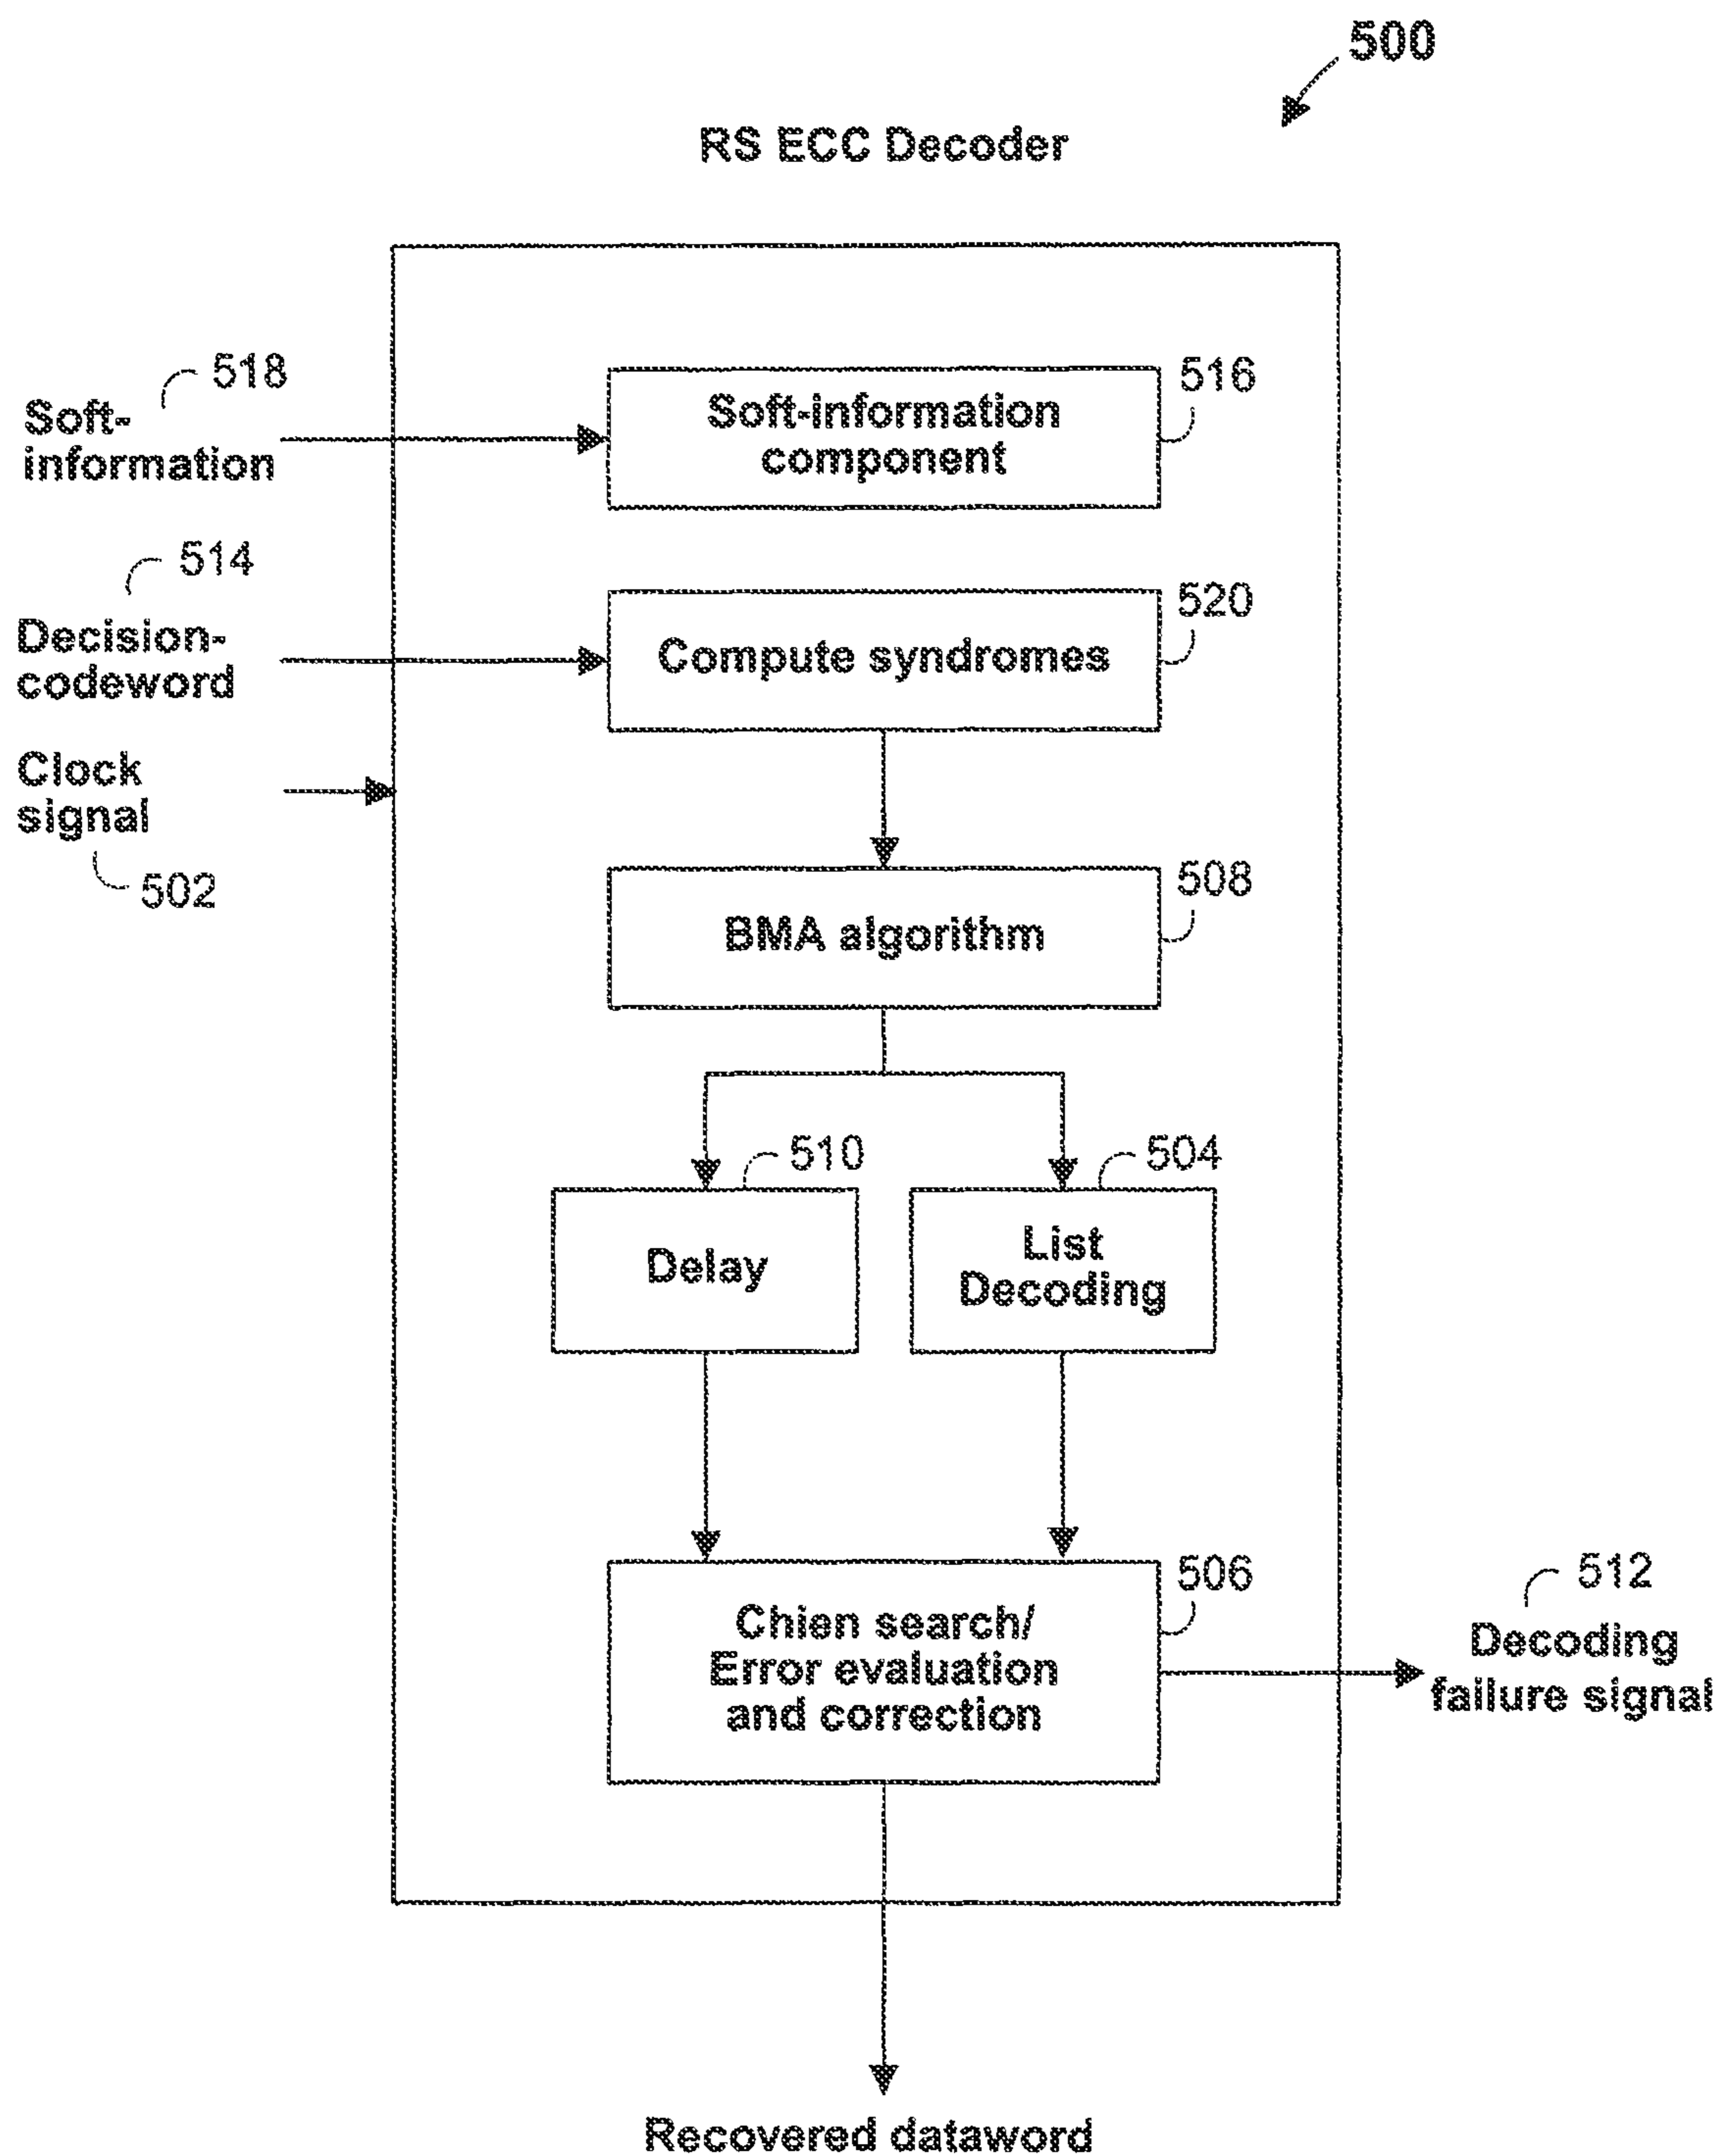 500
RS ECC Decoder
518
Soft-
information
Soft-information
component
516
514
Decision-
codeword
Compute syndromes
520
Clock
signal
502
BMA algorithm
508
510
Delay
504
List
Decoding
Chien search/
Error evaluation
and correction
506
512
Decoding
failure signal
Recovered dataword